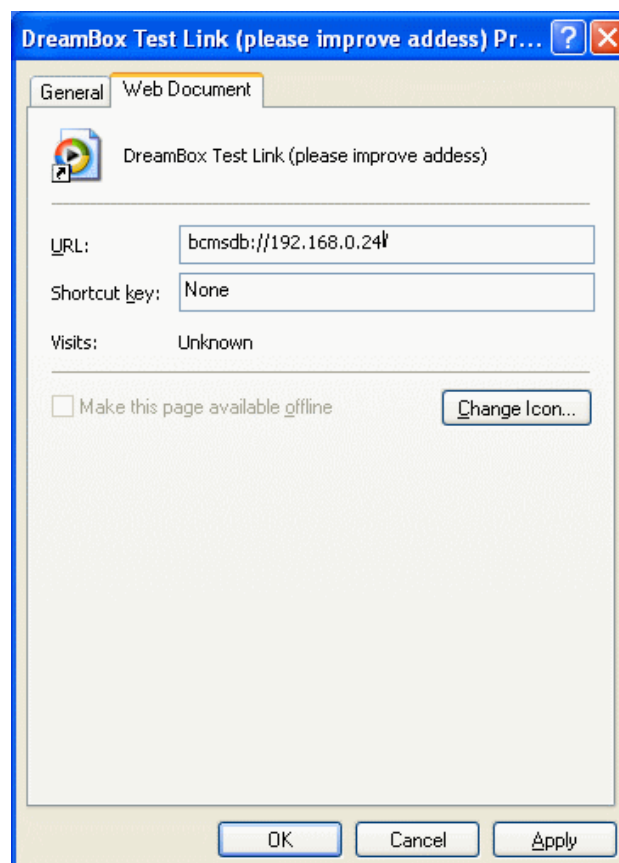 DreamBox Test Link (please improve addess) Pr...
General
Web Document
DreamBox Test Link (please improve addess)
URL: bcmsdb://192.168.0.24/
Shortcut key: None
Visits: Unknown
Make this page available offline
Change Icon...
OK Cancel Apply